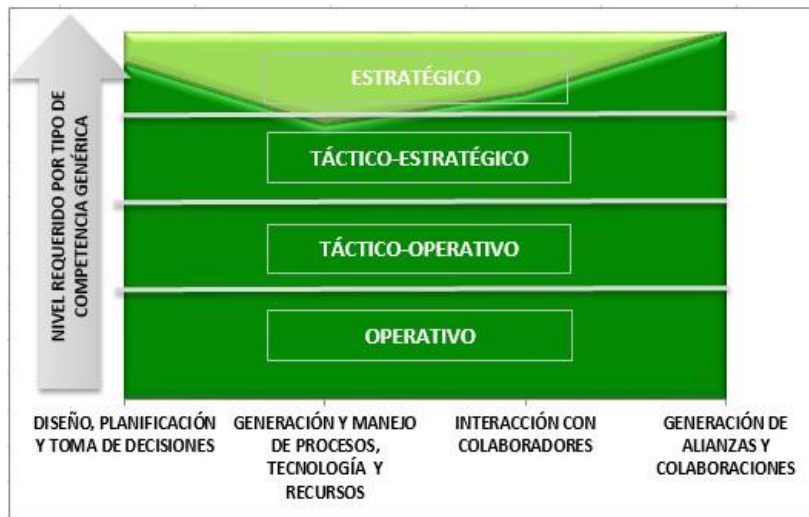 NIVEL REQUERIDO POR TIPO DE
COMPETENCIA GENÉRICA
ESTRATÉGICO
TÁCTICO-ESTRATÉGICO
TÁCTICO-OPERATIVO
OPERATIVO
DISEÑO, PLANIFICACIÓN
Y TOMA DE DECISIONES
GENERACIÓN Y MANEJO
DE PROCESOS,
TECNOLOGÍA Y
RECURSOS
INTERACCIÓN CON
COLABORADORES
GENERACIÓN DE
ALIANZAS Y
COLABORACIONES